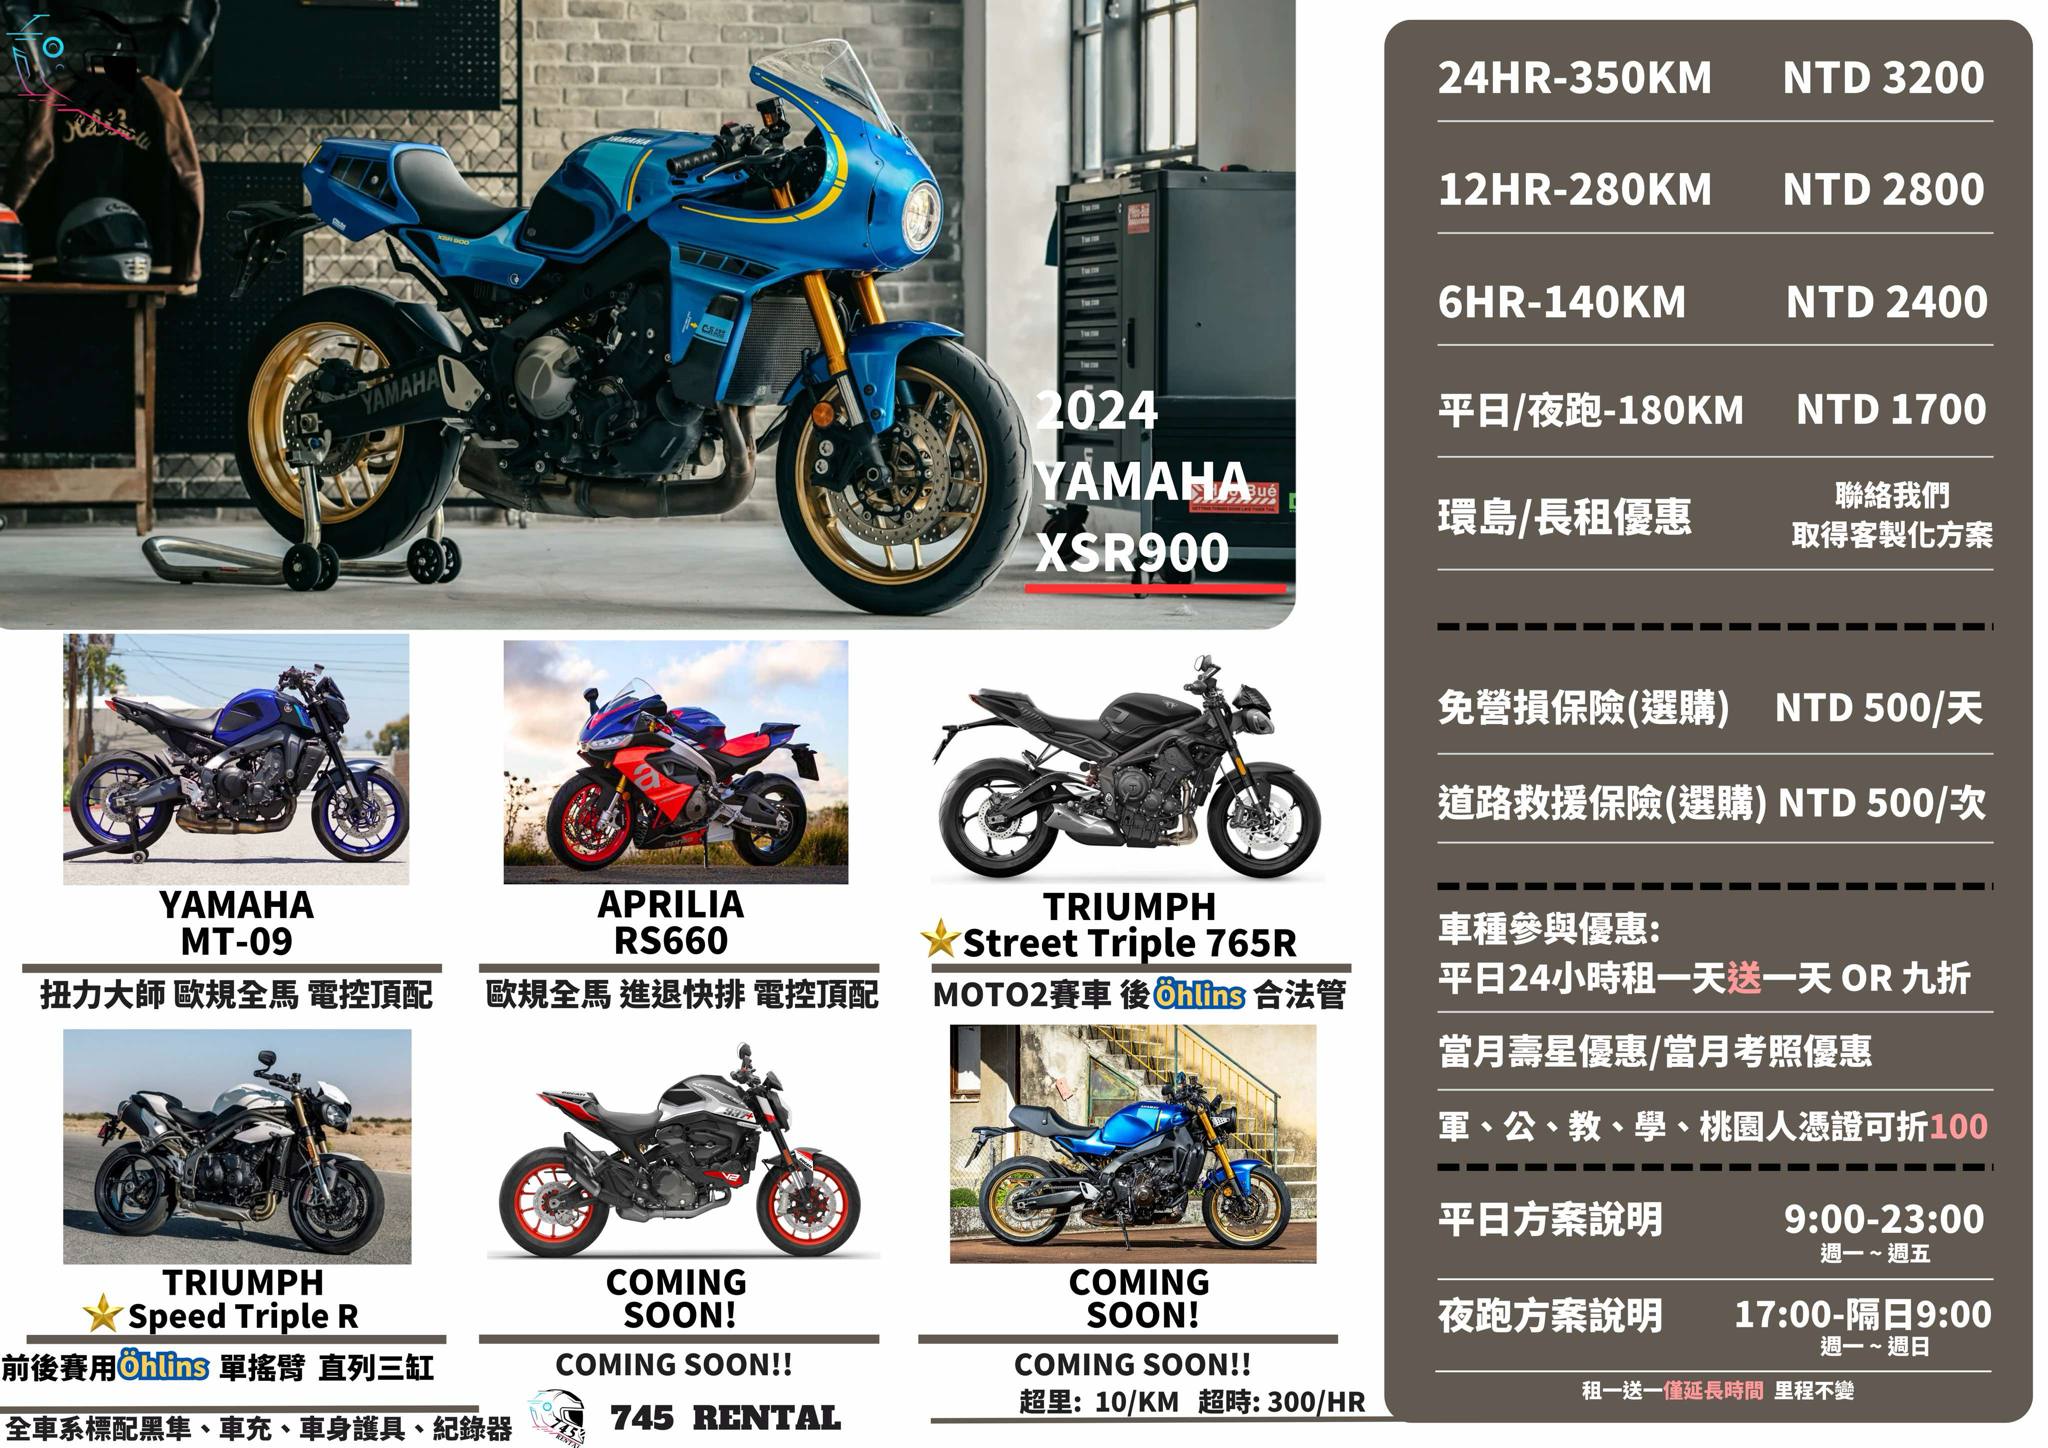 2024
YAMAHA
XSR900
YAMAHA
YAMAHA
XSR 900
YAMAHA
MT-09
扭力大師 歐規全馬 電控頂配
APRILIA
RS660
歐規全馬 進退快排 電控頂配
TRIUMPH
Street Triple 765R
MOTO2賽車 後Öhlins 合法管
TRIUMPH
Speed Triple R
前後賽用Öhlins 單搖臂 直列三缸
COMING
SOON!
COMING SOON!!
COMING
SOON!
COMING SOON!!
超里: 10/KM 超時: 300/HR
全車系標配黑隼、車充、車身護具、紀錄器
745 RENTAL
24HR-350KM NTD 3200
12HR-280KM NTD 2800
6HR-140KM NTD 2400
平日/夜跑-180KM NTD 1700
環島/長租優惠 聯絡我們
取得客製化方案
免營損保險(選購) NTD 500/天
道路救援保險(選購) NTD 500/次
車種參與優惠:
平日24小時租一天送一天 OR 九折
當月壽星優惠/當月考照優惠
軍、公、教、學、桃園人憑證可折100
平日方案說明 9:00-23:00
週一 ~ 週五
夜跑方案說明 17:00-隔日9:00
週一 ~ 週日
租一送一僅延長時間 里程不變